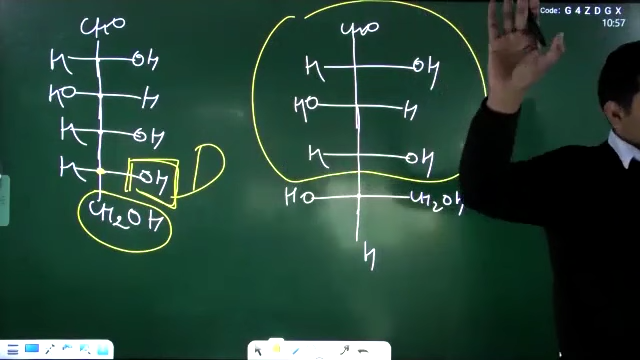 Code: G 4 Z D G X
10:57
CHO
H OH
HO H
H OH
H OH D
CH2OH
CHO
H OH
HO H
H OH
HO CH2OH
H